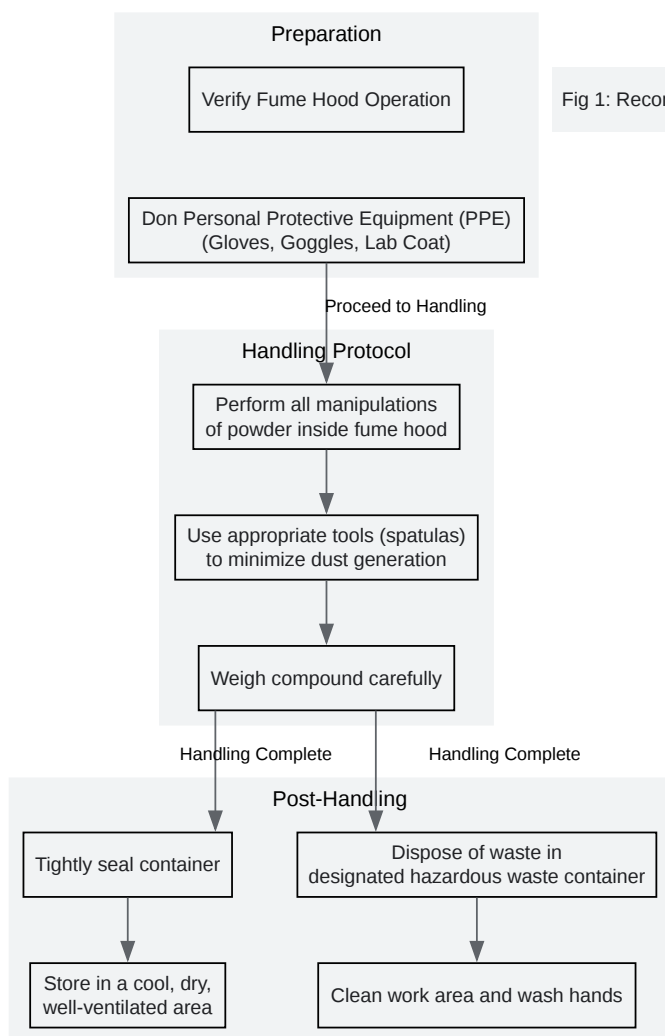 Preparation
Verify Fume Hood Operation
Fig 1: Recor
Don Personal Protective Equipment (PPE)
(Gloves, Goggles, Lab Coat)
Proceed to Handling
Handling Protocol
Perform all manipulations
of powder inside fume hood
Use appropriate tools (spatulas)
to minimize dust generation
Weigh compound carefully
Handling Complete
Handling Complete
Post-Handling
Tightly seal container
Dispose of waste in
designated hazardous waste container
Store in a cool, dry,
well-ventilated area
Clean work area and wash hands